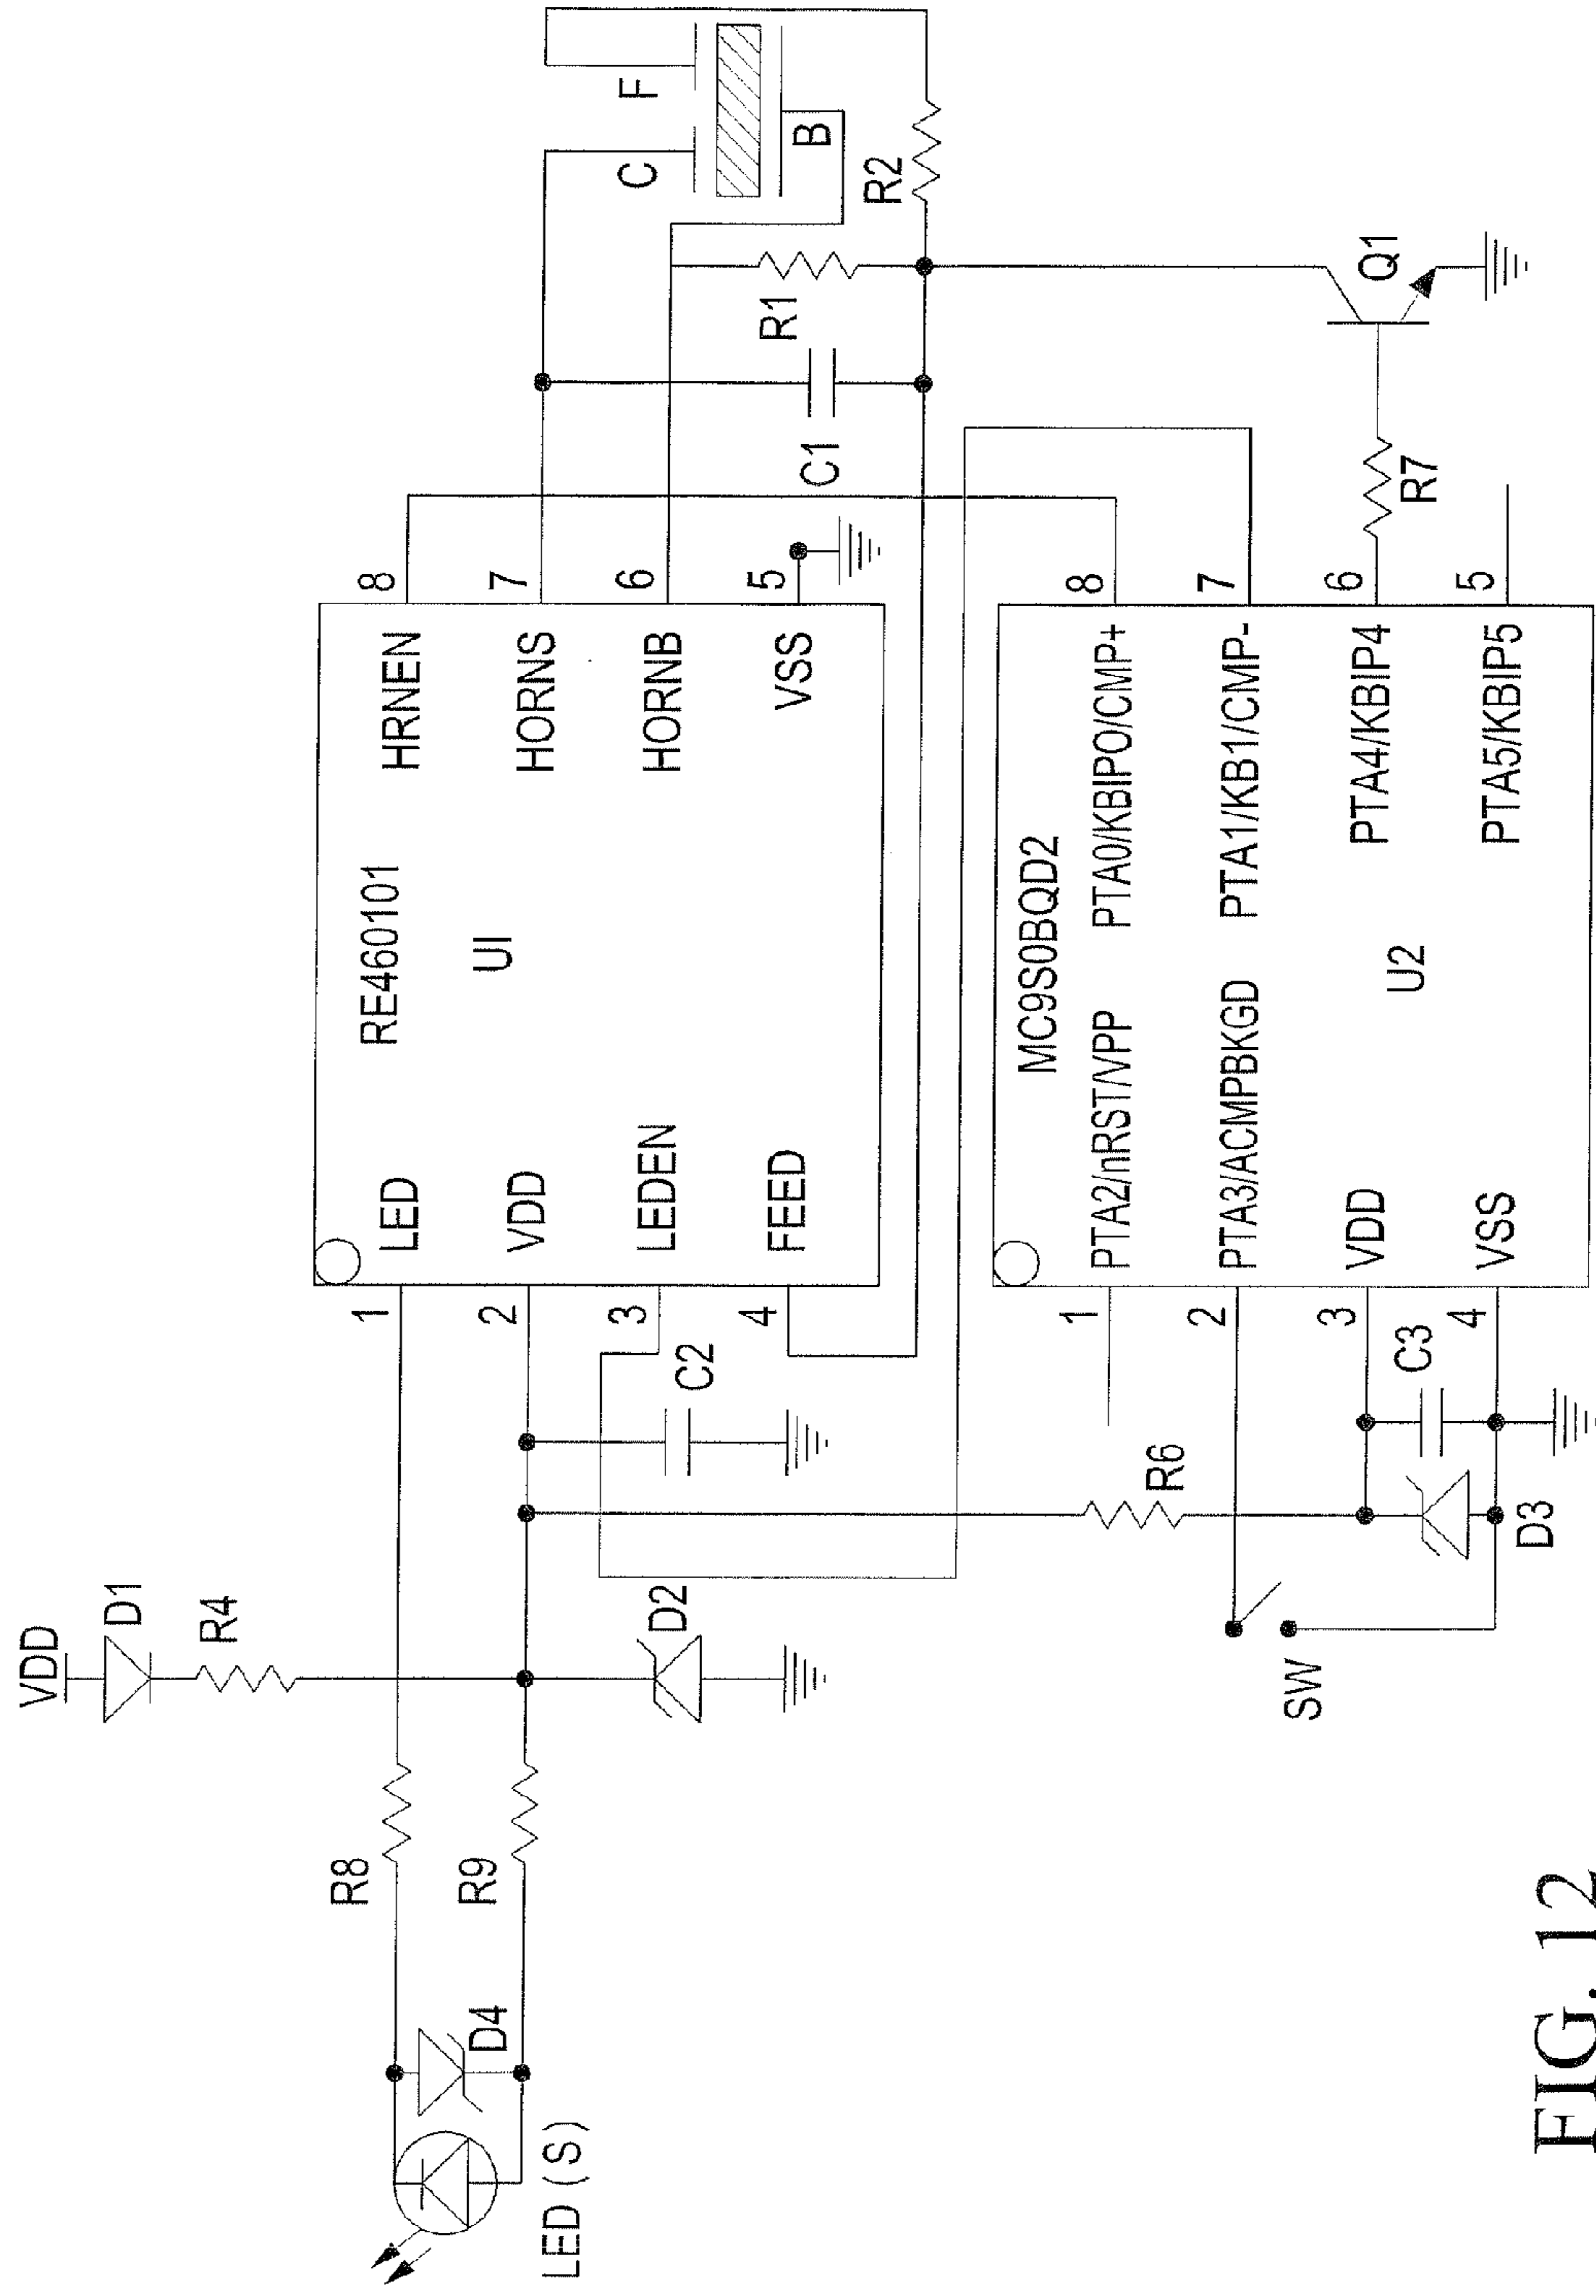 VDD
D1
R4
R8
R9
D4
LED (S)
D2
C2
R6
SW
D3
C3
1
2
3
4
LED
VDD
LEDEN
FEED
RE460101
UI
HRNEN
HORNS
HORNB
VSS
8
7
6
5
C1
R1
R2
C
F
B
1
2
3
4
PTA2/nRST/VPP
PTA3/ACMPBKGD
VDD
VSS
MC9S0BQD2
U2
PTA0/KBIPO/CMP+
PTA1/KB1/CMP-
PTA4/KBIP4
PTA5/KBIP5
8
7
6
5
R7
Q1
FIG. 12